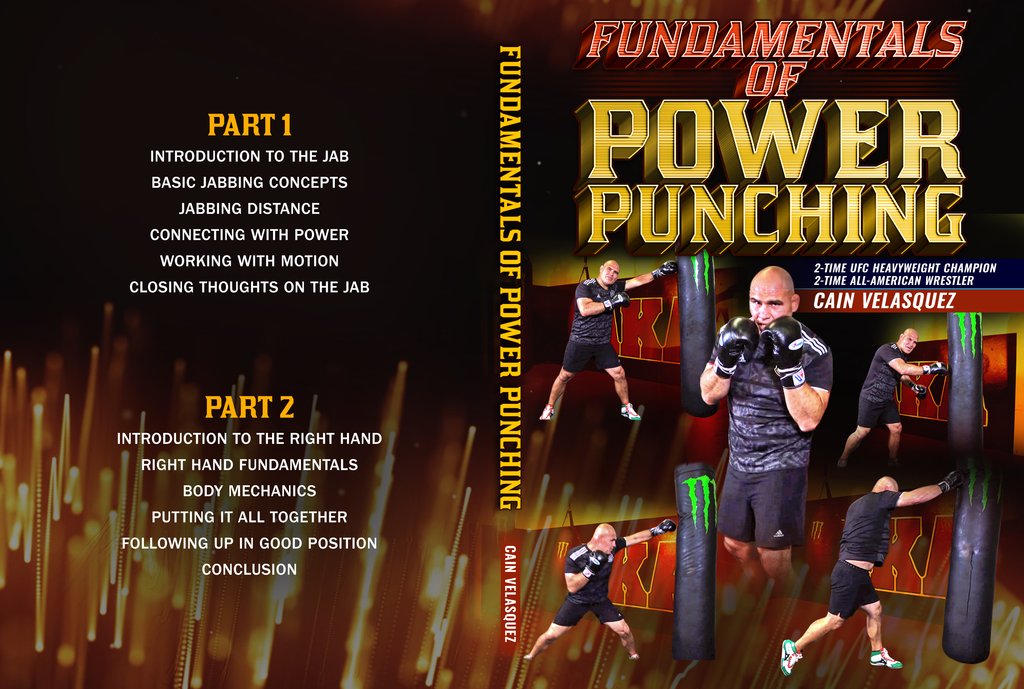 PART 1
INTRODUCTION TO THE JAB
BASIC JABBING CONCEPTS
JABBING DISTANCE
CONNECTING WITH POWER
WORKING WITH MOTION
CLOSING THOUGHTS ON THE JAB
PART 2
INTRODUCTION TO THE RIGHT HAND
RIGHT HAND FUNDAMENTALS
BODY MECHANICS
PUTTING IT ALL TOGETHER
FOLLOWING UP IN GOOD POSITION
CONCLUSION
FUNDAMENTALS OF POWER PUNCHING
CAIN VELASQUEZ
FUNDAMENTALS
OF
POWER
PUNCHING
2-TIME UFC HEAVYWEIGHT CHAMPION
2-TIME ALL-AMERICAN WRESTLER
CAIN VELASQUEZ